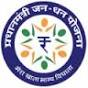 प्रधानमंत्री जन-धन योजना
मेरा खाता भाग्य विधाता